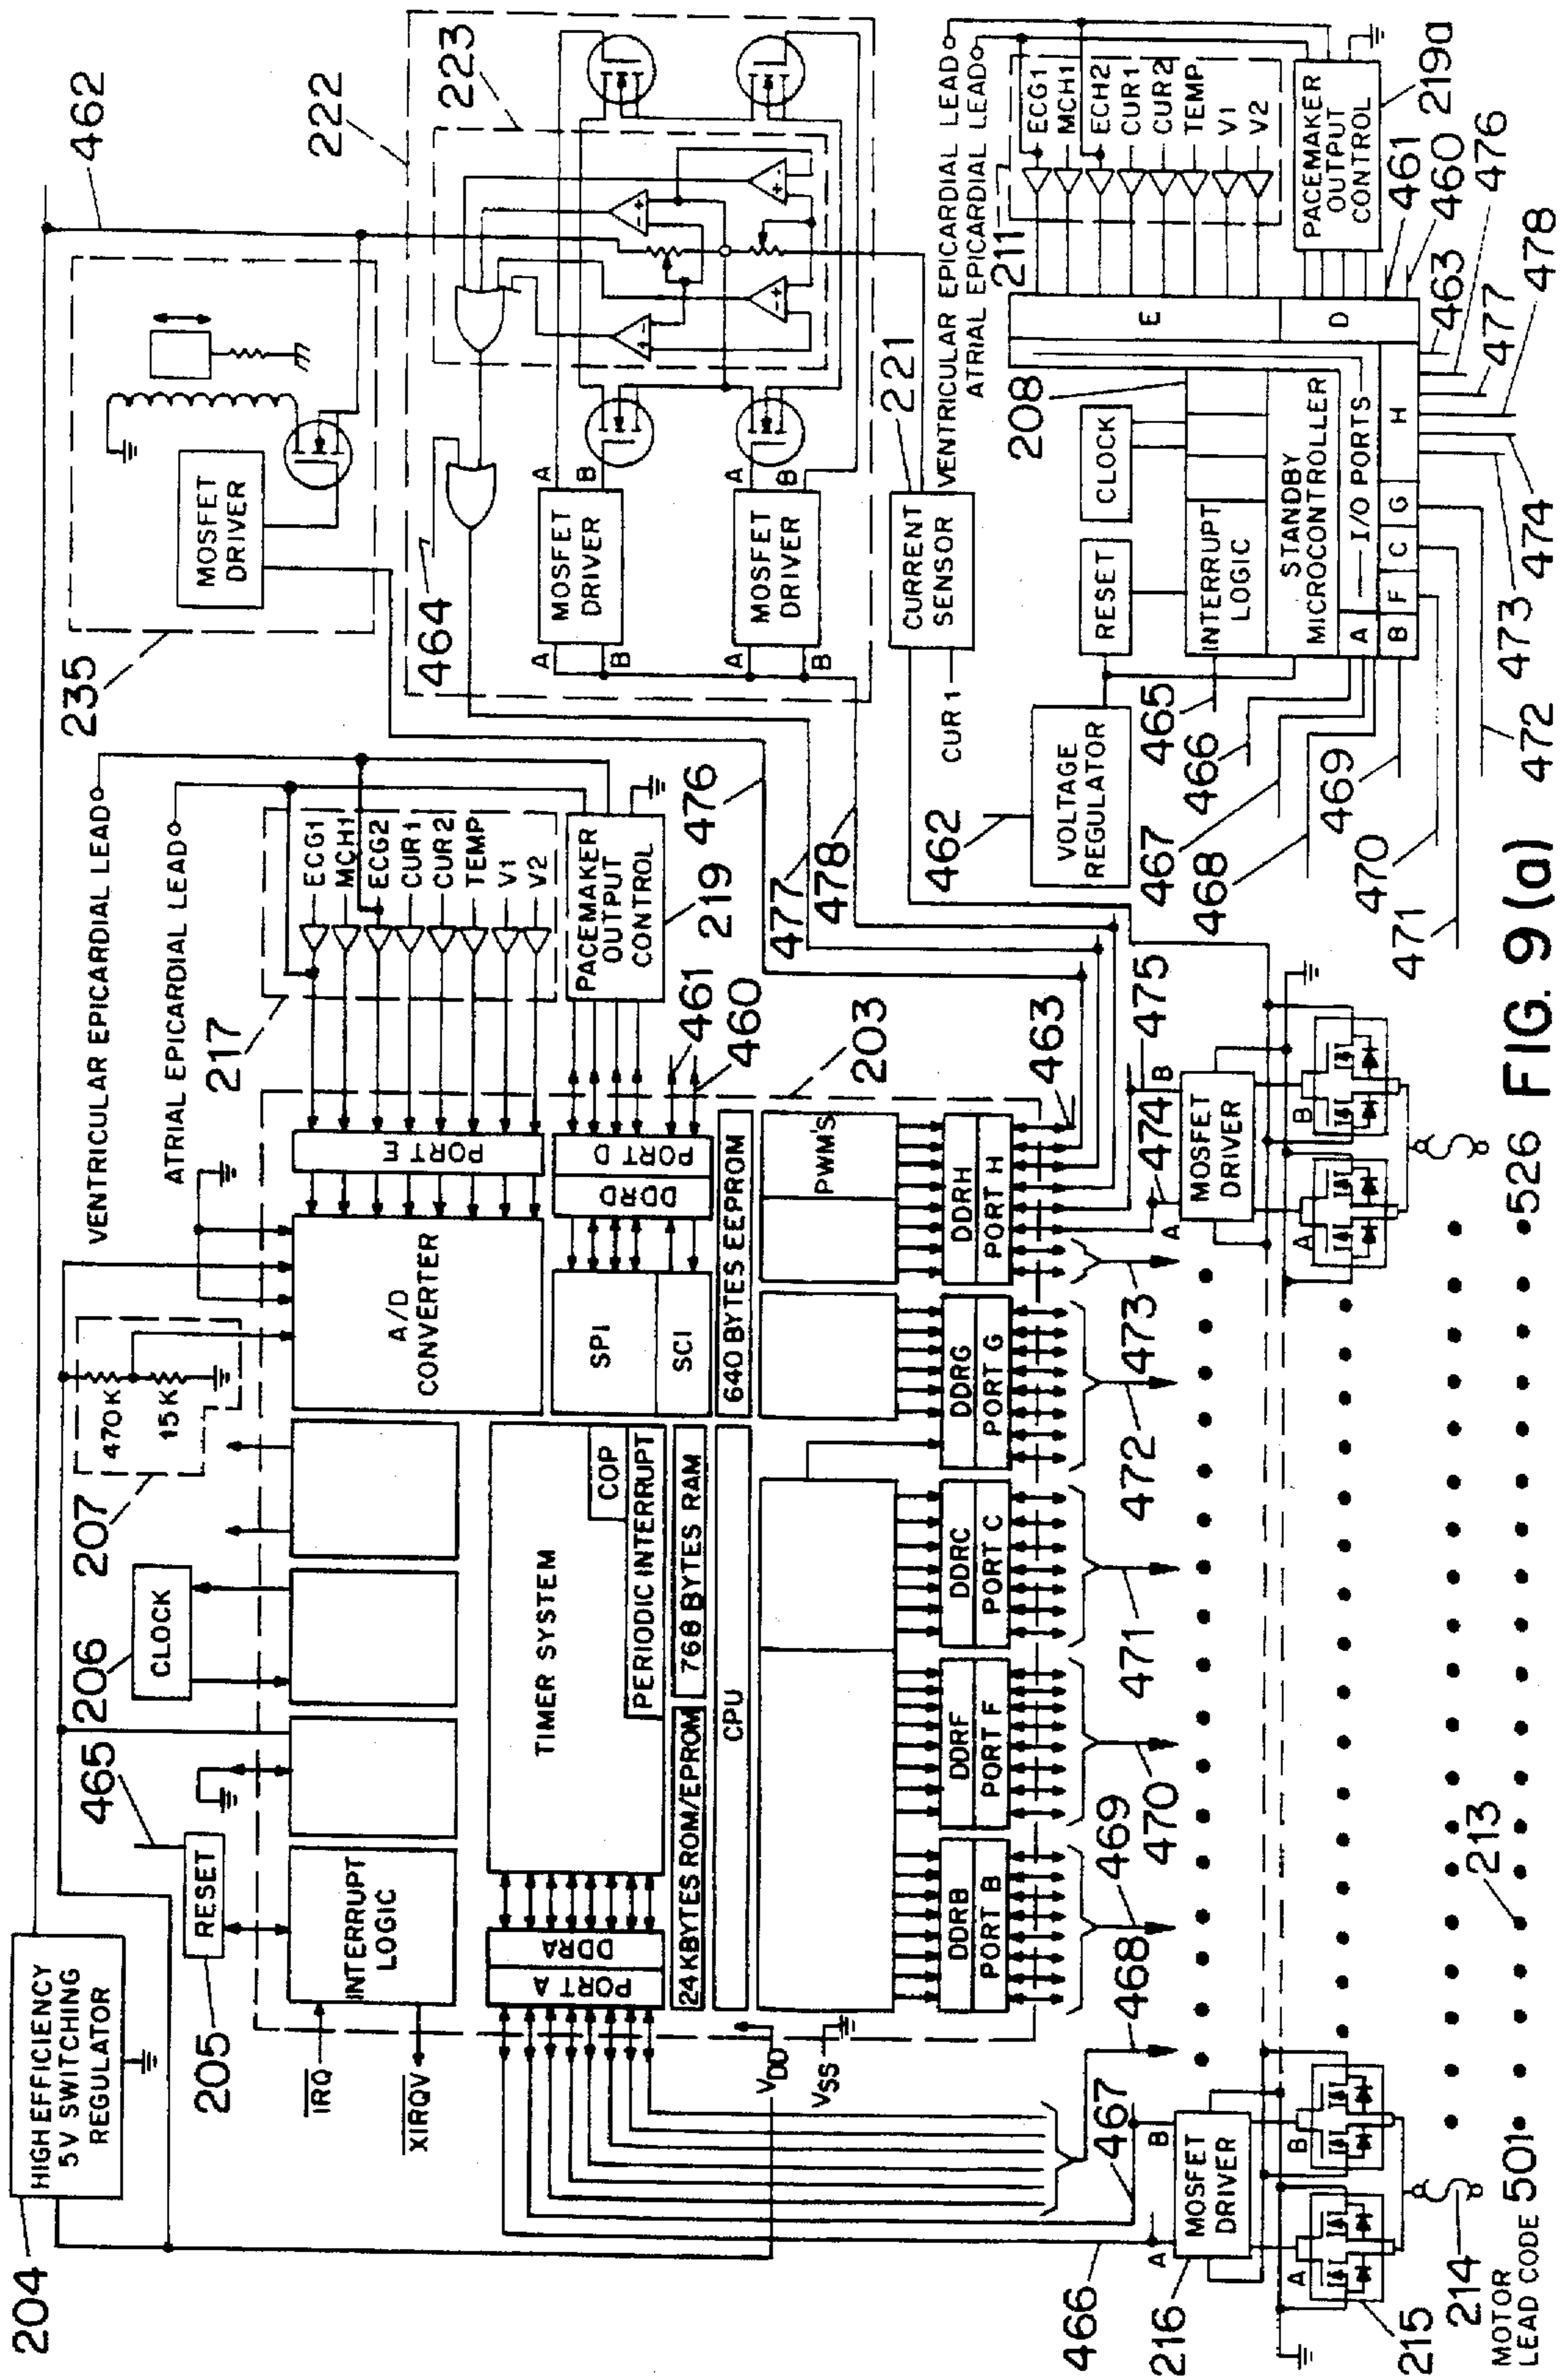 204
HIGH EFFICIENCY
5V SWITCHING
REGULATOR
465
RESET
205
206
CLOCK
207
470K
15K
VENTRICULAR EPICARDIAL LEAD
ATRIAL EPICARDIAL LEAD
217
ECG1
MCH1
ECG2
CUR1
CUR2
TEMP
V1
V2
PACEMAKER
OUTPUT
CONTROL
219
461
460
203
IRQ
XIRQV
INTERRUPT
LOGIC
A/D
CONVERTER
PORT E
TIMER SYSTEM
COP
PERIODIC INTERRUPT
SPI
SCI
DDRD
PORT D
PORT A
DDRA
24KBYTES ROM/EPROM
768 BYTES RAM
640 BYTES EEPROM
CPU
PWM'S
VDD
VSS
DDRB
PORT B
DDRF
PORT F
DDRC
PORT C
DDRG
PORT G
DDRH
PORT H
463
466
467
468
469
470
471
472
473
474
475
216
A
B
MOSFET
DRIVER
A
B
A
B
MOSFET
DRIVER
A
B
215
214
213
MOTOR
LEAD CODE 501
526
235
MOSFET
DRIVER
462
222
223
464
A
B
MOSFET
DRIVER
A
B
A
B
MOSFET
DRIVER
A
B
476
477
478
CURRENT
SENSOR
221
CUR 1
462
VOLTAGE
REGULATOR
VENTRICULAR EPICARDIAL LEAD
ATRIAL EPICARDIAL LEAD
211
ECG1
MCH1
ECH2
CUR1
CUR2
TEMP
V1
V2
PACEMAKER
OUTPUT
CONTROL
219a
208
RESET
CLOCK
INTERRUPT
LOGIC
STANDBY
MICROCONTROLLER
I/O PORTS
E
D
A
B
F
C
G
H
461
460
463
476
477
478
474
473
472
465
466
467
468
469
470
471
FIG. 9(a)